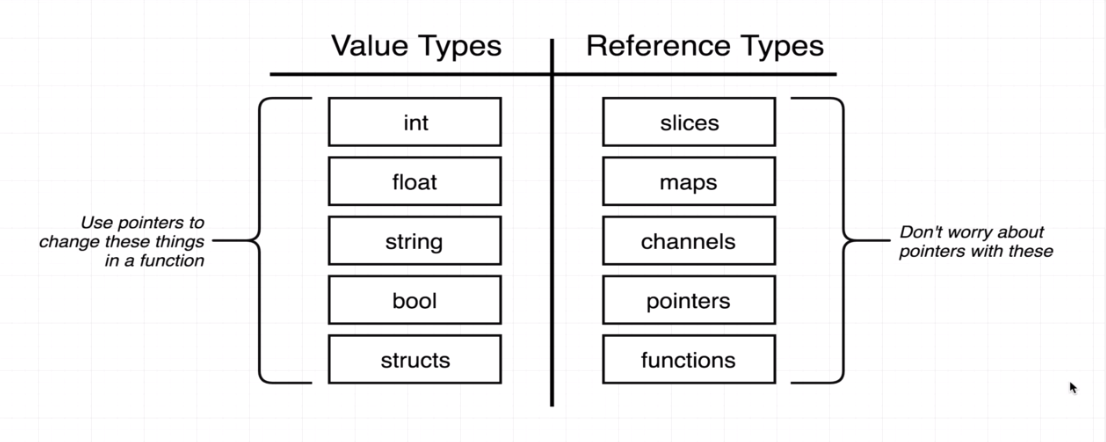 Value Types
Reference Types
int
float
string
bool
structs
slices
maps
channels
pointers
functions
Use pointers to
change these things
in a function
Don't worry about
pointers with these